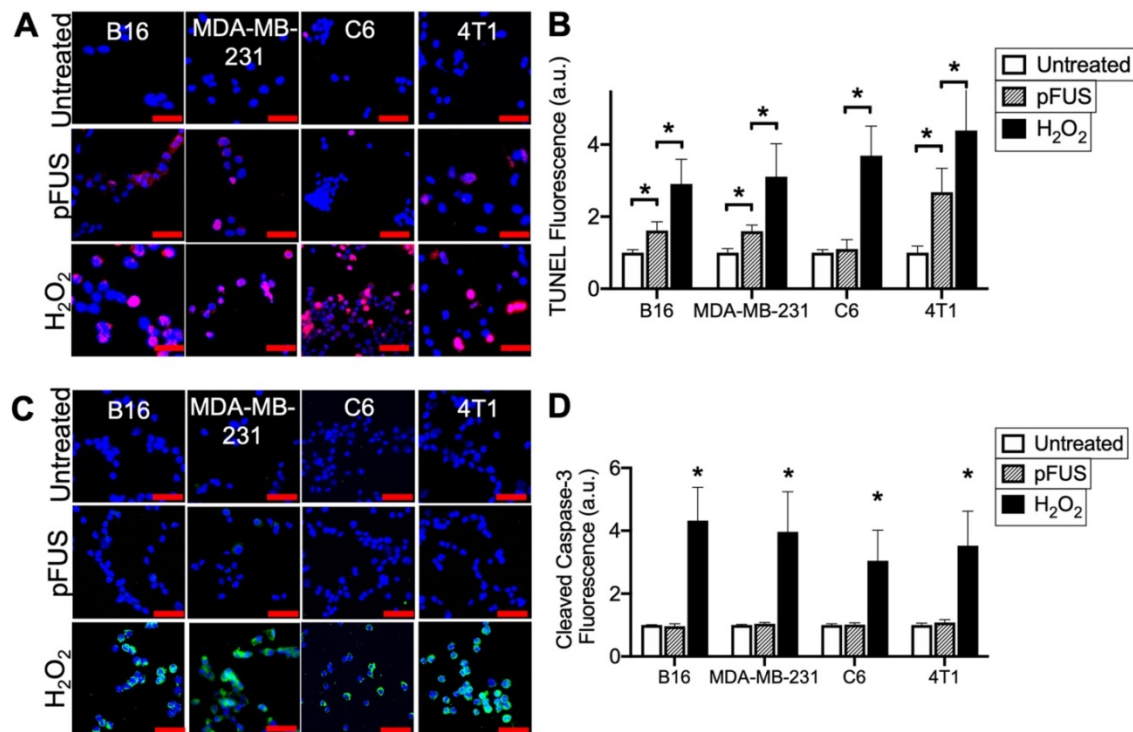 A
B16
MDA-MB-
231
C6
4T1
Untreated
pFUS
H₂O₂
B
TUNEL Fluorescence (a.u.)
4
2
0
* * * * * * *
B16 MDA-MB-231 C6 4T1
Untreated
pFUS
H₂O₂
C
B16
MDA-MB-
231
C6
4T1
Untreated
pFUS
H₂O₂
D
Cleaved Caspase-3
Fluorescence (a.u.)
6
4
2
0
* * * *
B16 MDA-MB-231 C6 4T1
Untreated
pFUS
H₂O₂